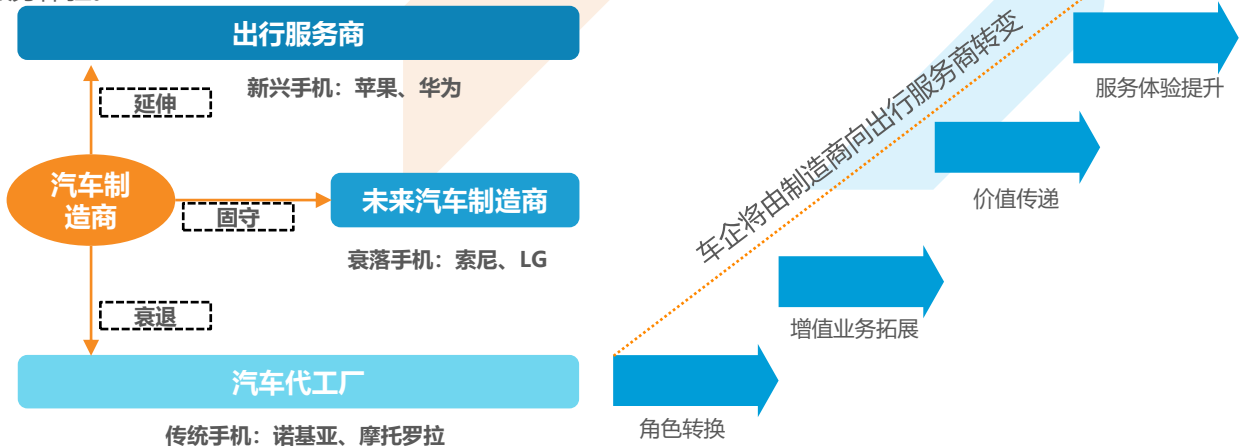 出行服务商
新兴手机：苹果、华为
延伸
汽车制
造商
固守
未来汽车制造商
衰落手机：索尼、LG
衰退
汽车代工厂
传统手机：诺基亚、摩托罗拉
车企将由制造商向出行服务商转变
服务体验提升
价值传递
增值业务拓展
角色转换